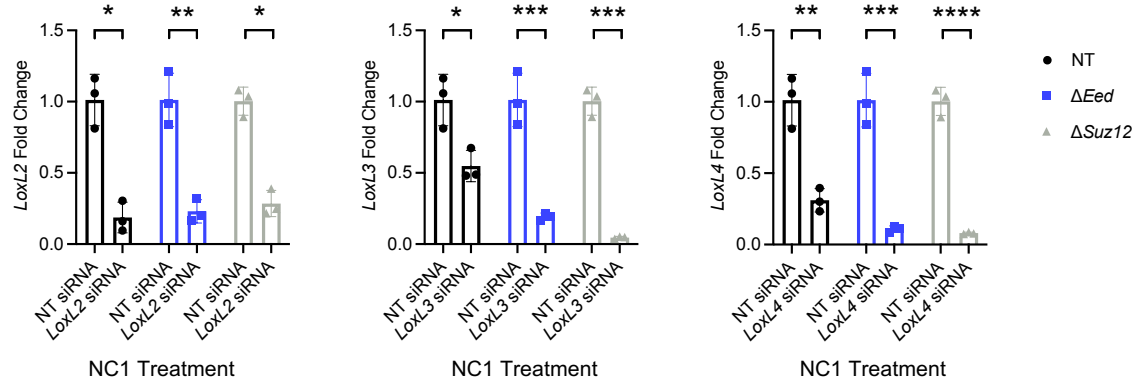 * ** *
LoxL2 Fold Change
1.5
1.0
0.5
0.0
NT siRNA
LoxL2 siRNA
NT siRNA
LoxL2 siRNA
NT siRNA
LoxL2 siRNA
NC1 Treatment
* *** ***
LoxL3 Fold Change
1.5
1.0
0.5
0.0
NT siRNA
LoxL3 siRNA
NT siRNA
LoxL3 siRNA
NT siRNA
LoxL3 siRNA
NC1 Treatment
** *** ****
LoxL4 Fold Change
1.5
1.0
0.5
0.0
NT siRNA
LoxL4 siRNA
NT siRNA
LoxL4 siRNA
NT siRNA
LoxL4 siRNA
NC1 Treatment
NT
ΔEed
ΔSuz12